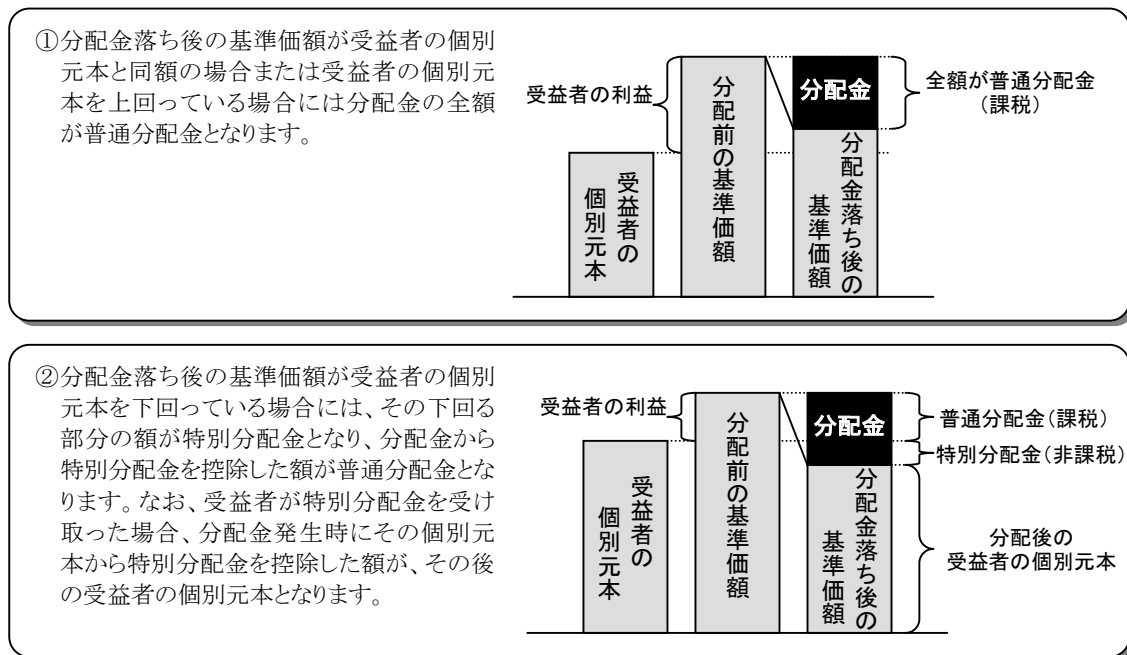 ①分配金落ち後の基準価額が受益者の個別
元本と同額の場合または受益者の個別元
本を上回っている場合には分配金の全額
が普通分配金となります。
受益者の利益
受益者の
個別元本
分配前の基準価額
分配金
分配金落ち後の
基準価額
全額が普通分配金
(課税)
②分配金落ち後の基準価額が受益者の個別
元本を下回っている場合には、その下回る
部分の額が特別分配金となり、分配金から
特別分配金を控除した額が普通分配金とな
ります。なお、受益者が特別分配金を受け
取った場合、分配金発生時にその個別元
本から特別分配金を控除した額が、その後
の受益者の個別元本となります。
受益者の利益
受益者の
個別元本
分配前の基準価額
分配金
分配金落ち後の
基準価額
普通分配金(課税)
特別分配金(非課税)
分配後の
受益者の個別元本